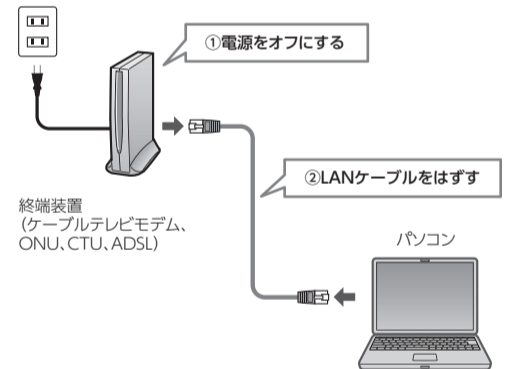 ①電源をオフにする
②LANケーブルをはずす
終端装置
（ケーブルテレビモデム、
ONU、CTU、ADSL）
パソコン